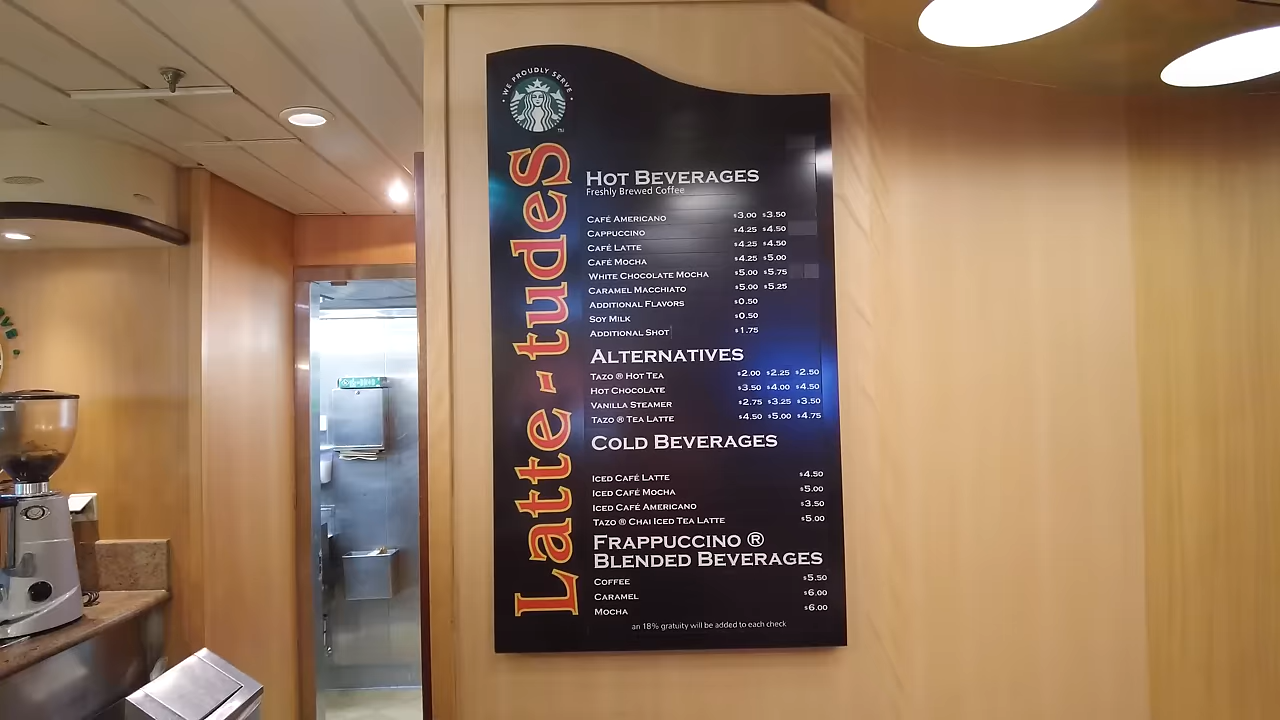 WE PROUDLY SERVE
TM
Latte-tudes
HOT BEVERAGES
Freshly Brewed Coffee
CAFÉ AMERICANO $3.00 $3.50
CAPPUCCINO $4.25 $4.50
CAFÉ LATTE $4.25 $4.50
CAFÉ MOCHA $4.25 $5.00
WHITE CHOCOLATE MOCHA $5.00 $5.75
CARAMEL MACCHIATO $5.00 $5.25
ADDITIONAL FLAVORS $0.50
SOY MILK $0.50
ADDITIONAL SHOT $1.75
ALTERNATIVES
TAZO ® HOT TEA $2.00 $2.25 $2.50
HOT CHOCOLATE $3.50 $4.00 $4.50
VANILLA STEAMER $2.75 $3.25 $3.50
TAZO ® TEA LATTE $4.50 $5.00 $4.75
COLD BEVERAGES
ICED CAFÉ LATTE $4.50
ICED CAFÉ MOCHA $5.00
ICED CAFÉ AMERICANO $3.50
TAZO ® CHAI ICED TEA LATTE $5.00
FRAPPUCCINO ®
BLENDED BEVERAGES
COFFEE $5.50
CARAMEL $6.00
MOCHA $6.00
an 18% gratuity will be added to each check